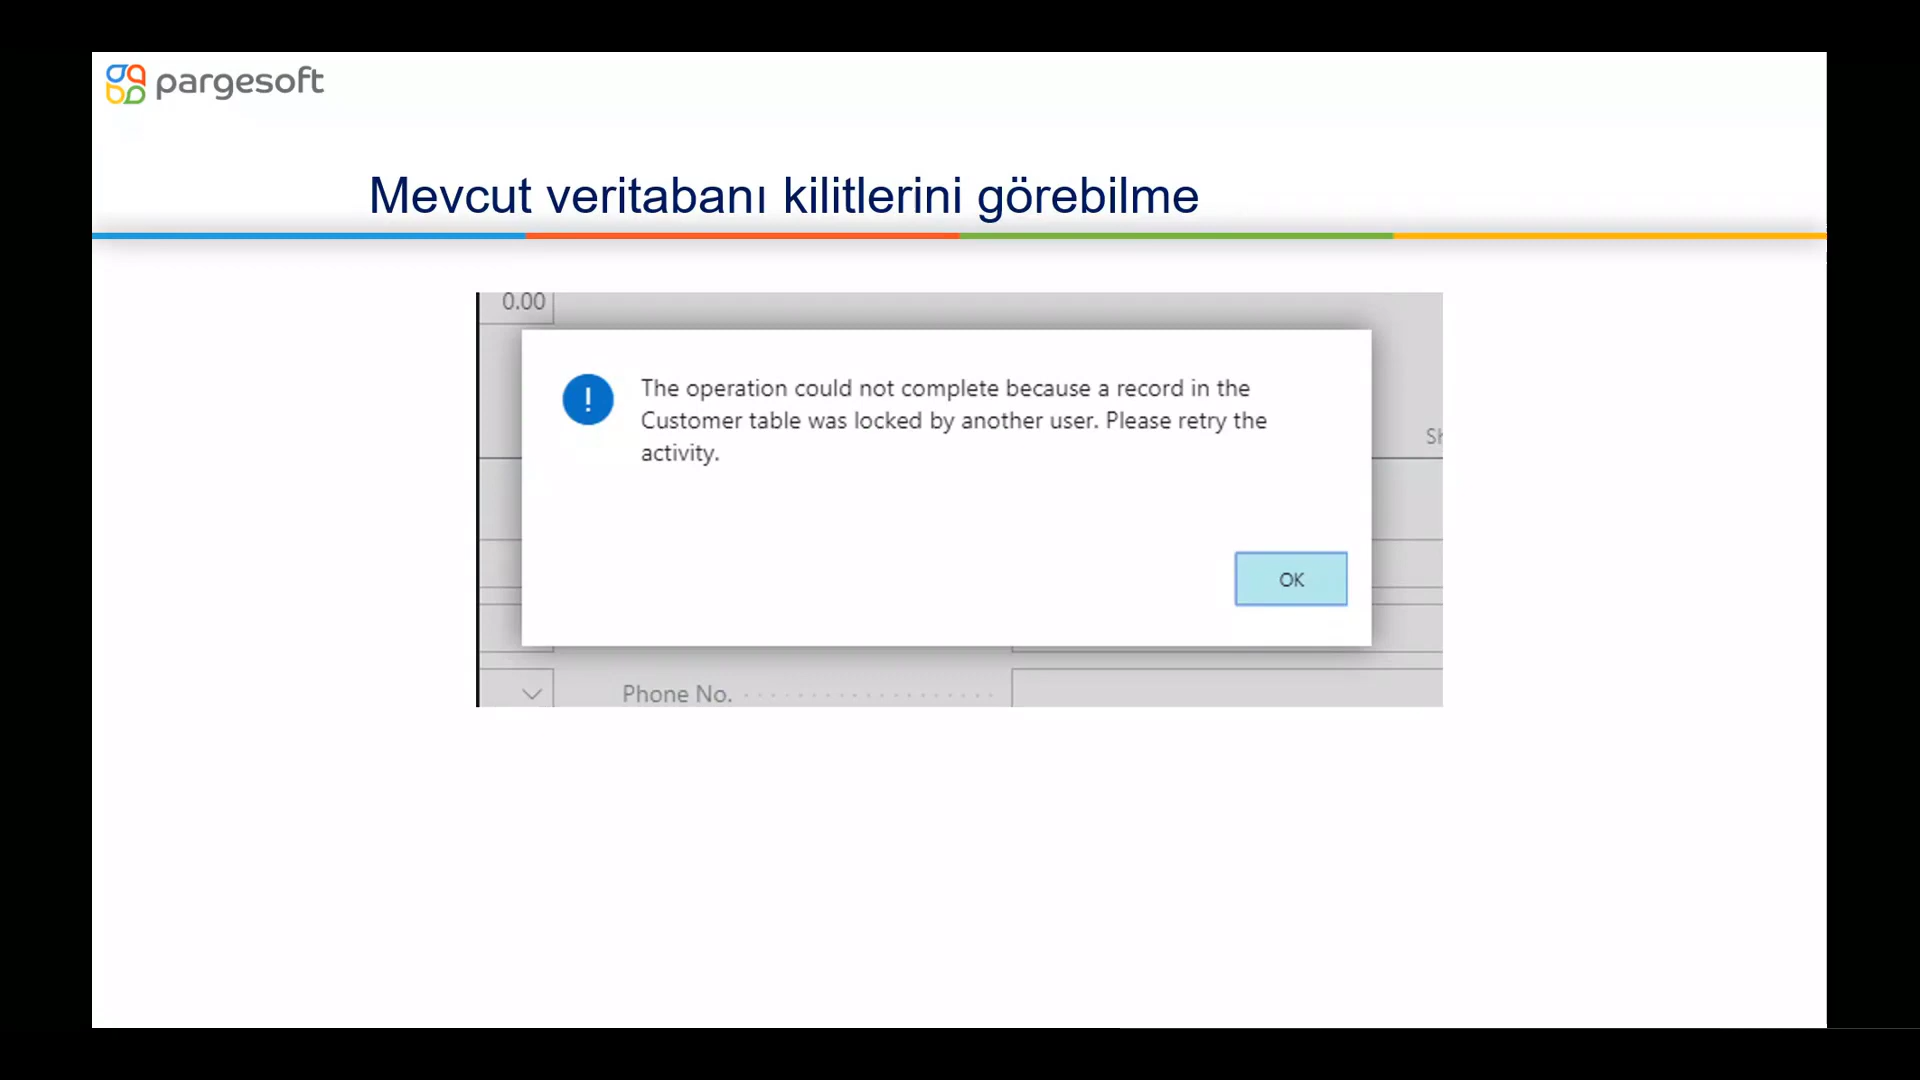 pargesoft
Mevcut veritabanı kilitlerini görebilme
0.00
The operation could not complete because a record in the
Customer table was locked by another user. Please retry the
activity.
Sh
OK
Phone No.